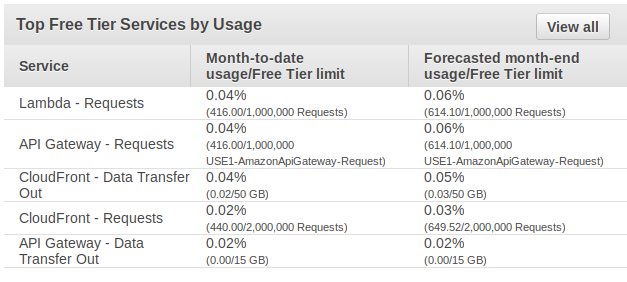 Top Free Tier Services by Usage
View all
Service
Month-to-date
usage/Free Tier limit
Forecasted month-end
usage/Free Tier limit
Lambda - Requests
0.04%
(416.00/1,000,000 Requests)
0.06%
(614.10/1,000,000 Requests)
API Gateway - Requests
0.04%
(416.00/1,000,000
USE1-AmazonApiGateway-Request)
0.06%
(614.10/1,000,000
USE1-AmazonApiGateway-Request)
CloudFront - Data Transfer
Out
0.04%
(0.02/50 GB)
0.05%
(0.03/50 GB)
CloudFront - Requests
0.02%
(440.00/2,000,000 Requests)
0.03%
(649.52/2,000,000 Requests)
API Gateway - Data
Transfer Out
0.02%
(0.00/15 GB)
0.02%
(0.00/15 GB)